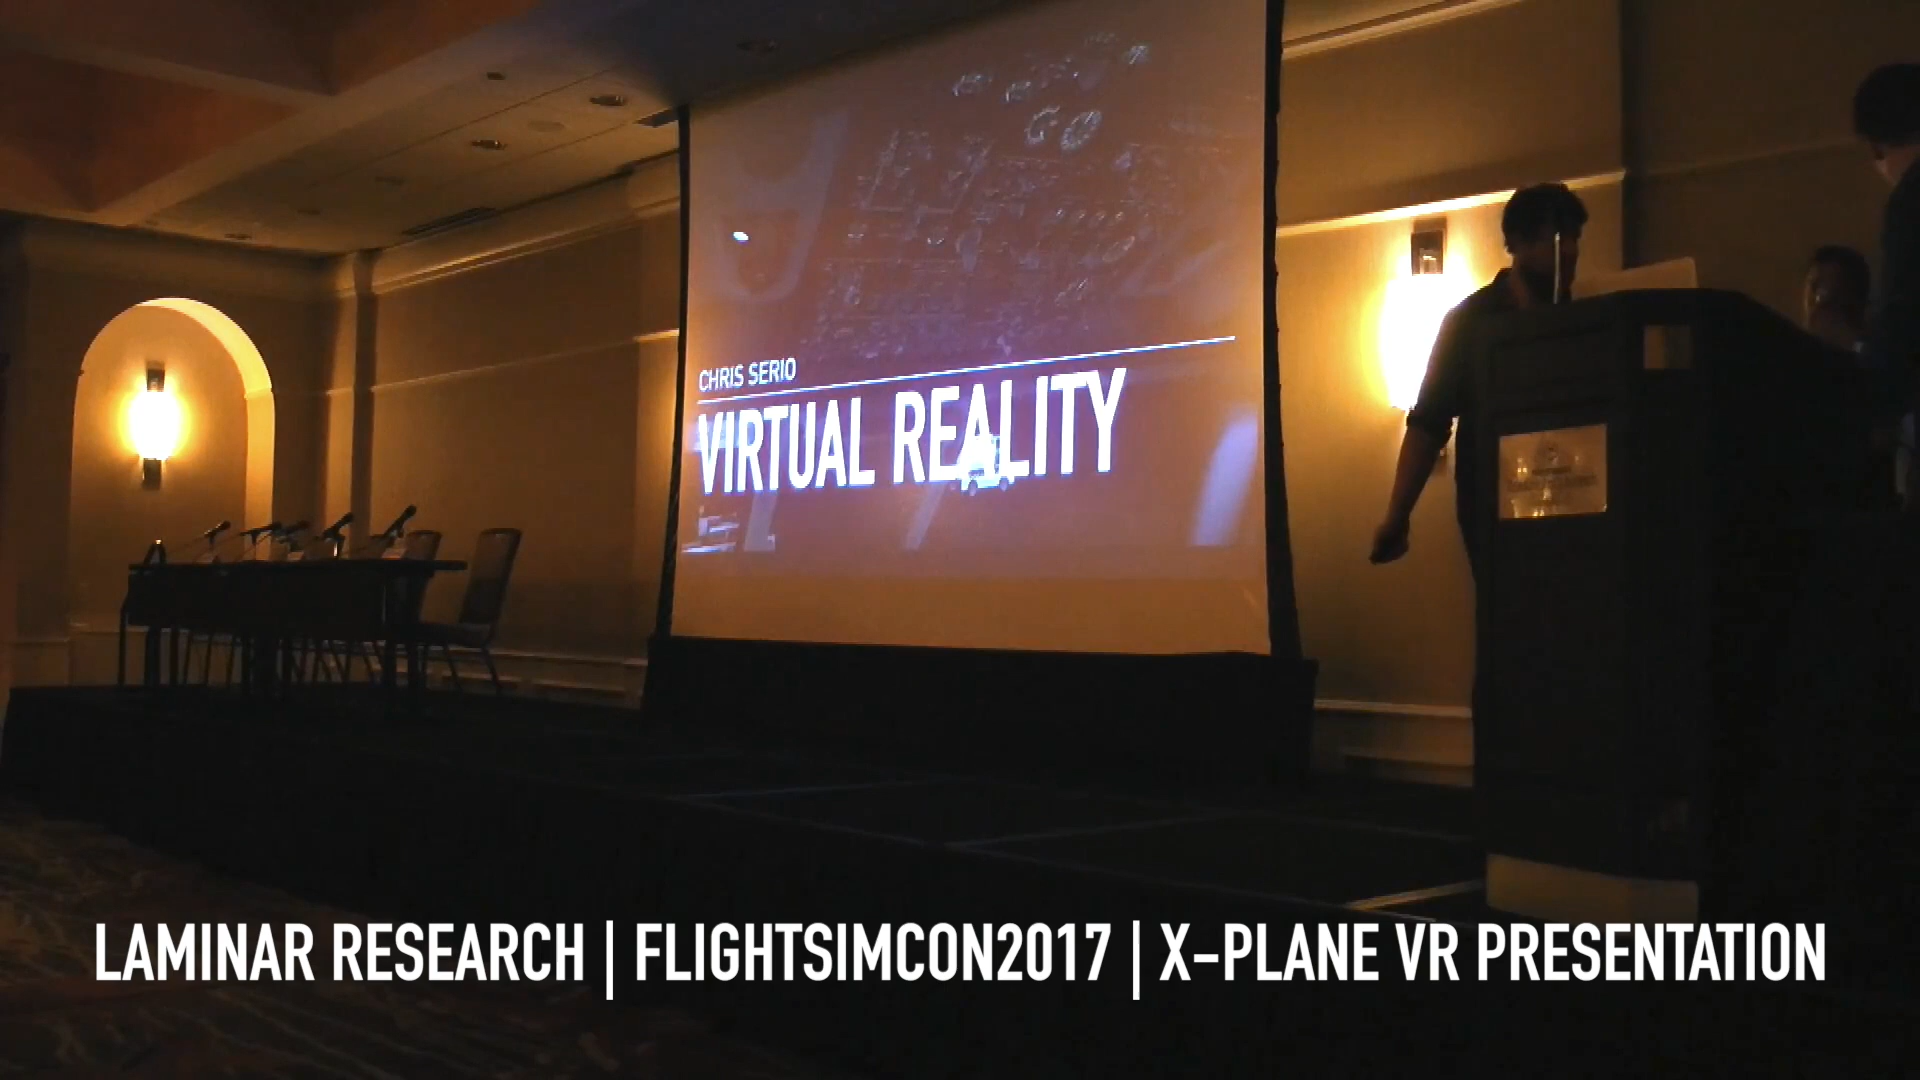 CHRIS SERIO
VIRTUAL REALITY
LAMINAR RESEARCH | FLIGHTSIMCON2017 | X-PLANE VR PRESENTATION